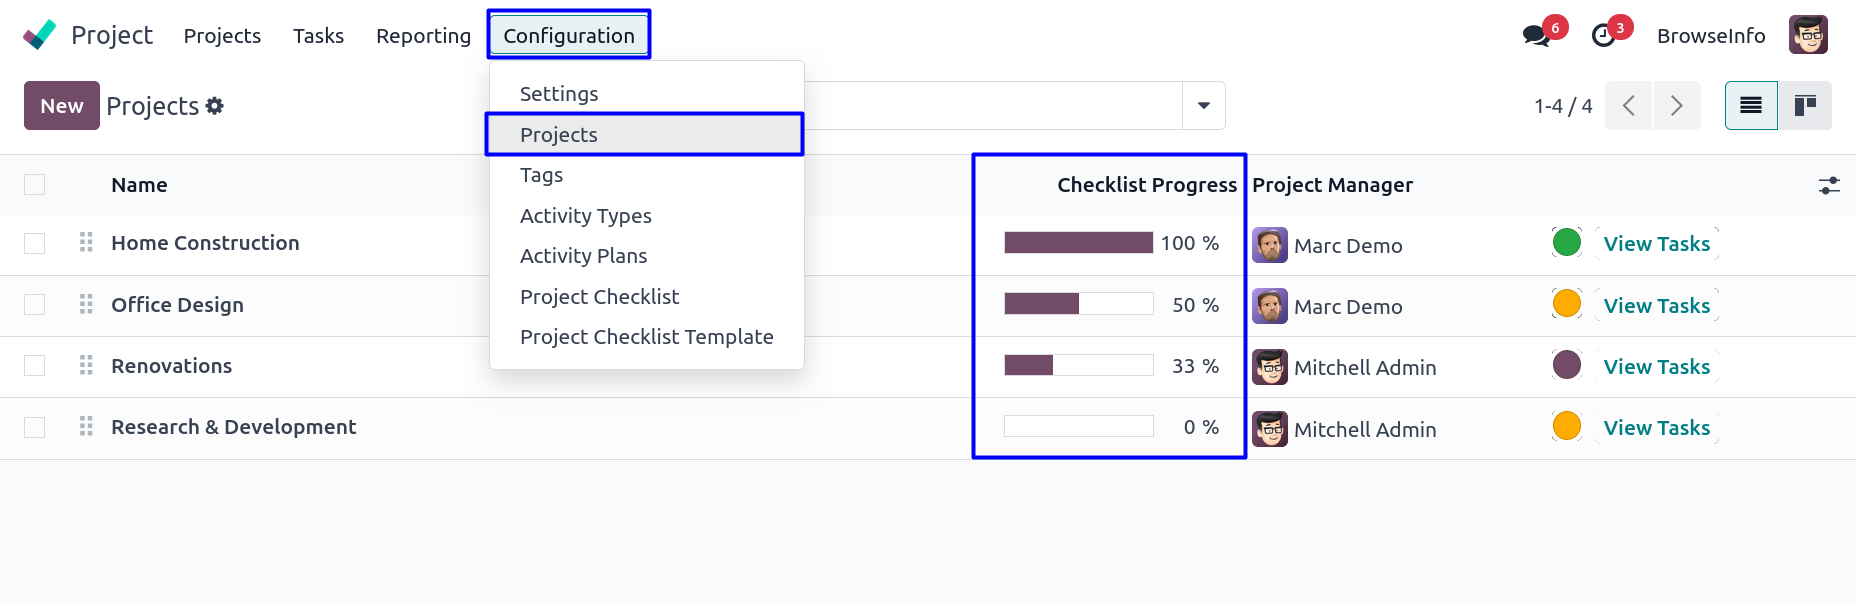 Project Projects Tasks Reporting Configuration 6 3 BrowseInfo
New Projects 1-4 / 4
Settings
Projects
Tags
Activity Types
Activity Plans
Project Checklist
Project Checklist Template
Name Checklist Progress Project Manager
Home Construction 100 % Marc Demo View Tasks
Office Design 50 % Marc Demo View Tasks
Renovations 33 % Mitchell Admin View Tasks
Research & Development 0 % Mitchell Admin View Tasks